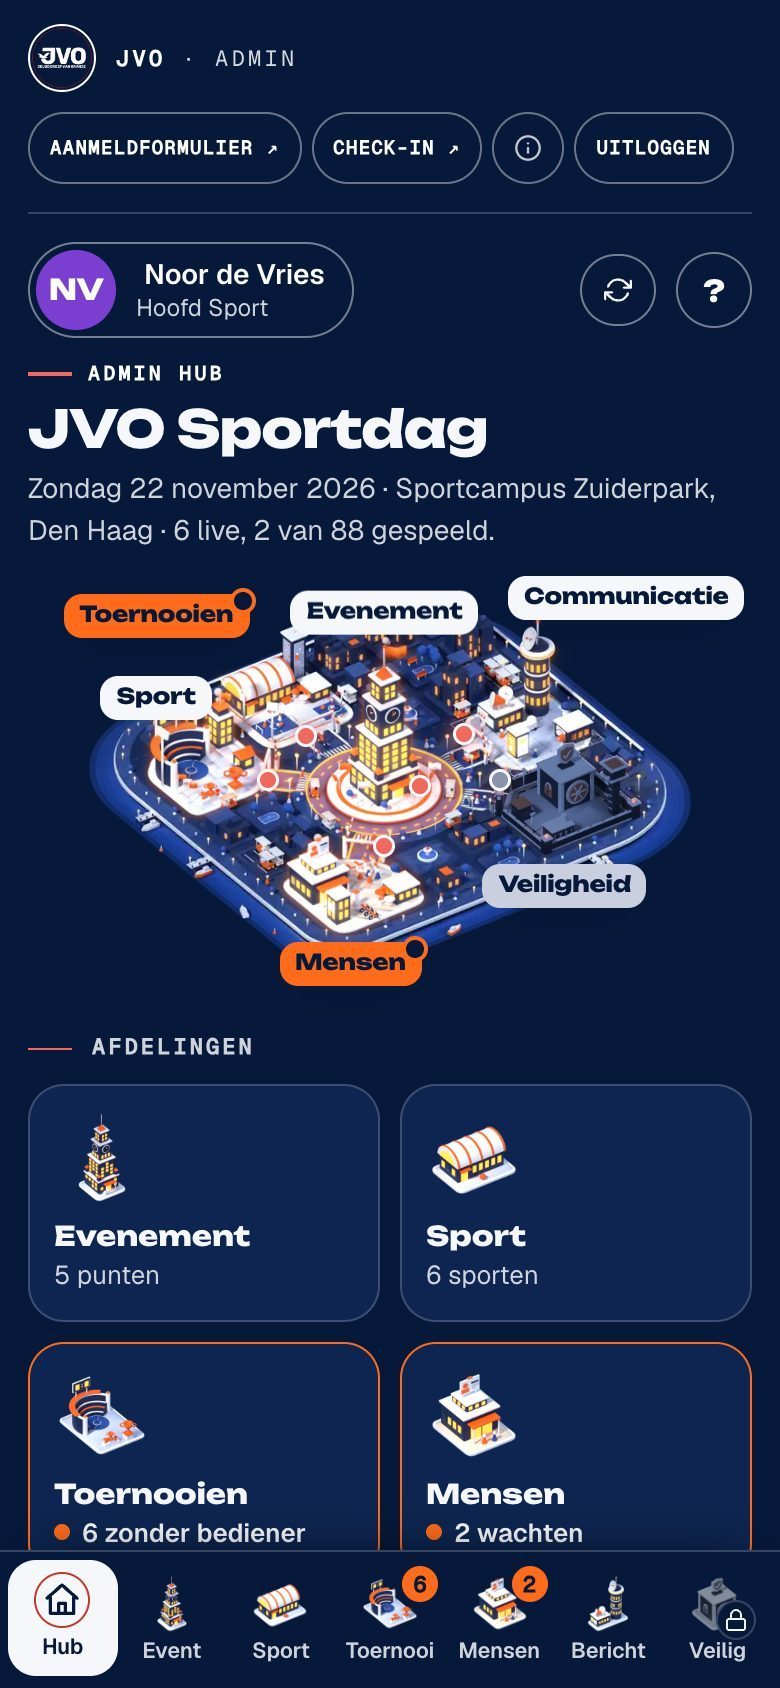 JVO
JVO · ADMIN
AANMELDFORMULIER ↗
CHECK-IN ↗
UITLOGGEN
NV
Noor de Vries
Hoofd Sport
?
ADMIN HUB
JVO Sportdag
Zondag 22 november 2026 · Sportcampus Zuiderpark,
Den Haag · 6 live, 2 van 88 gespeeld.
Toernooien
Evenement
Communicatie
Sport
Veiligheid
Mensen
AFDELINGEN
Evenement
5 punten
Sport
6 sporten
Toernooien
6 zonder bediener
Mensen
2 wachten
Hub
Event
Sport
6
Toernooi
2
Mensen
Bericht
Veilig